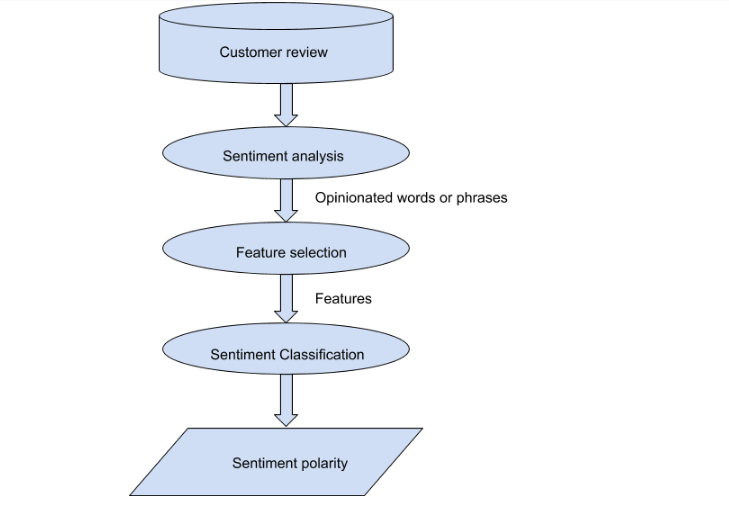 Customer review
Sentiment analysis
Opinionated words or phrases
Feature selection
Features
Sentiment Classification
Sentiment polarity